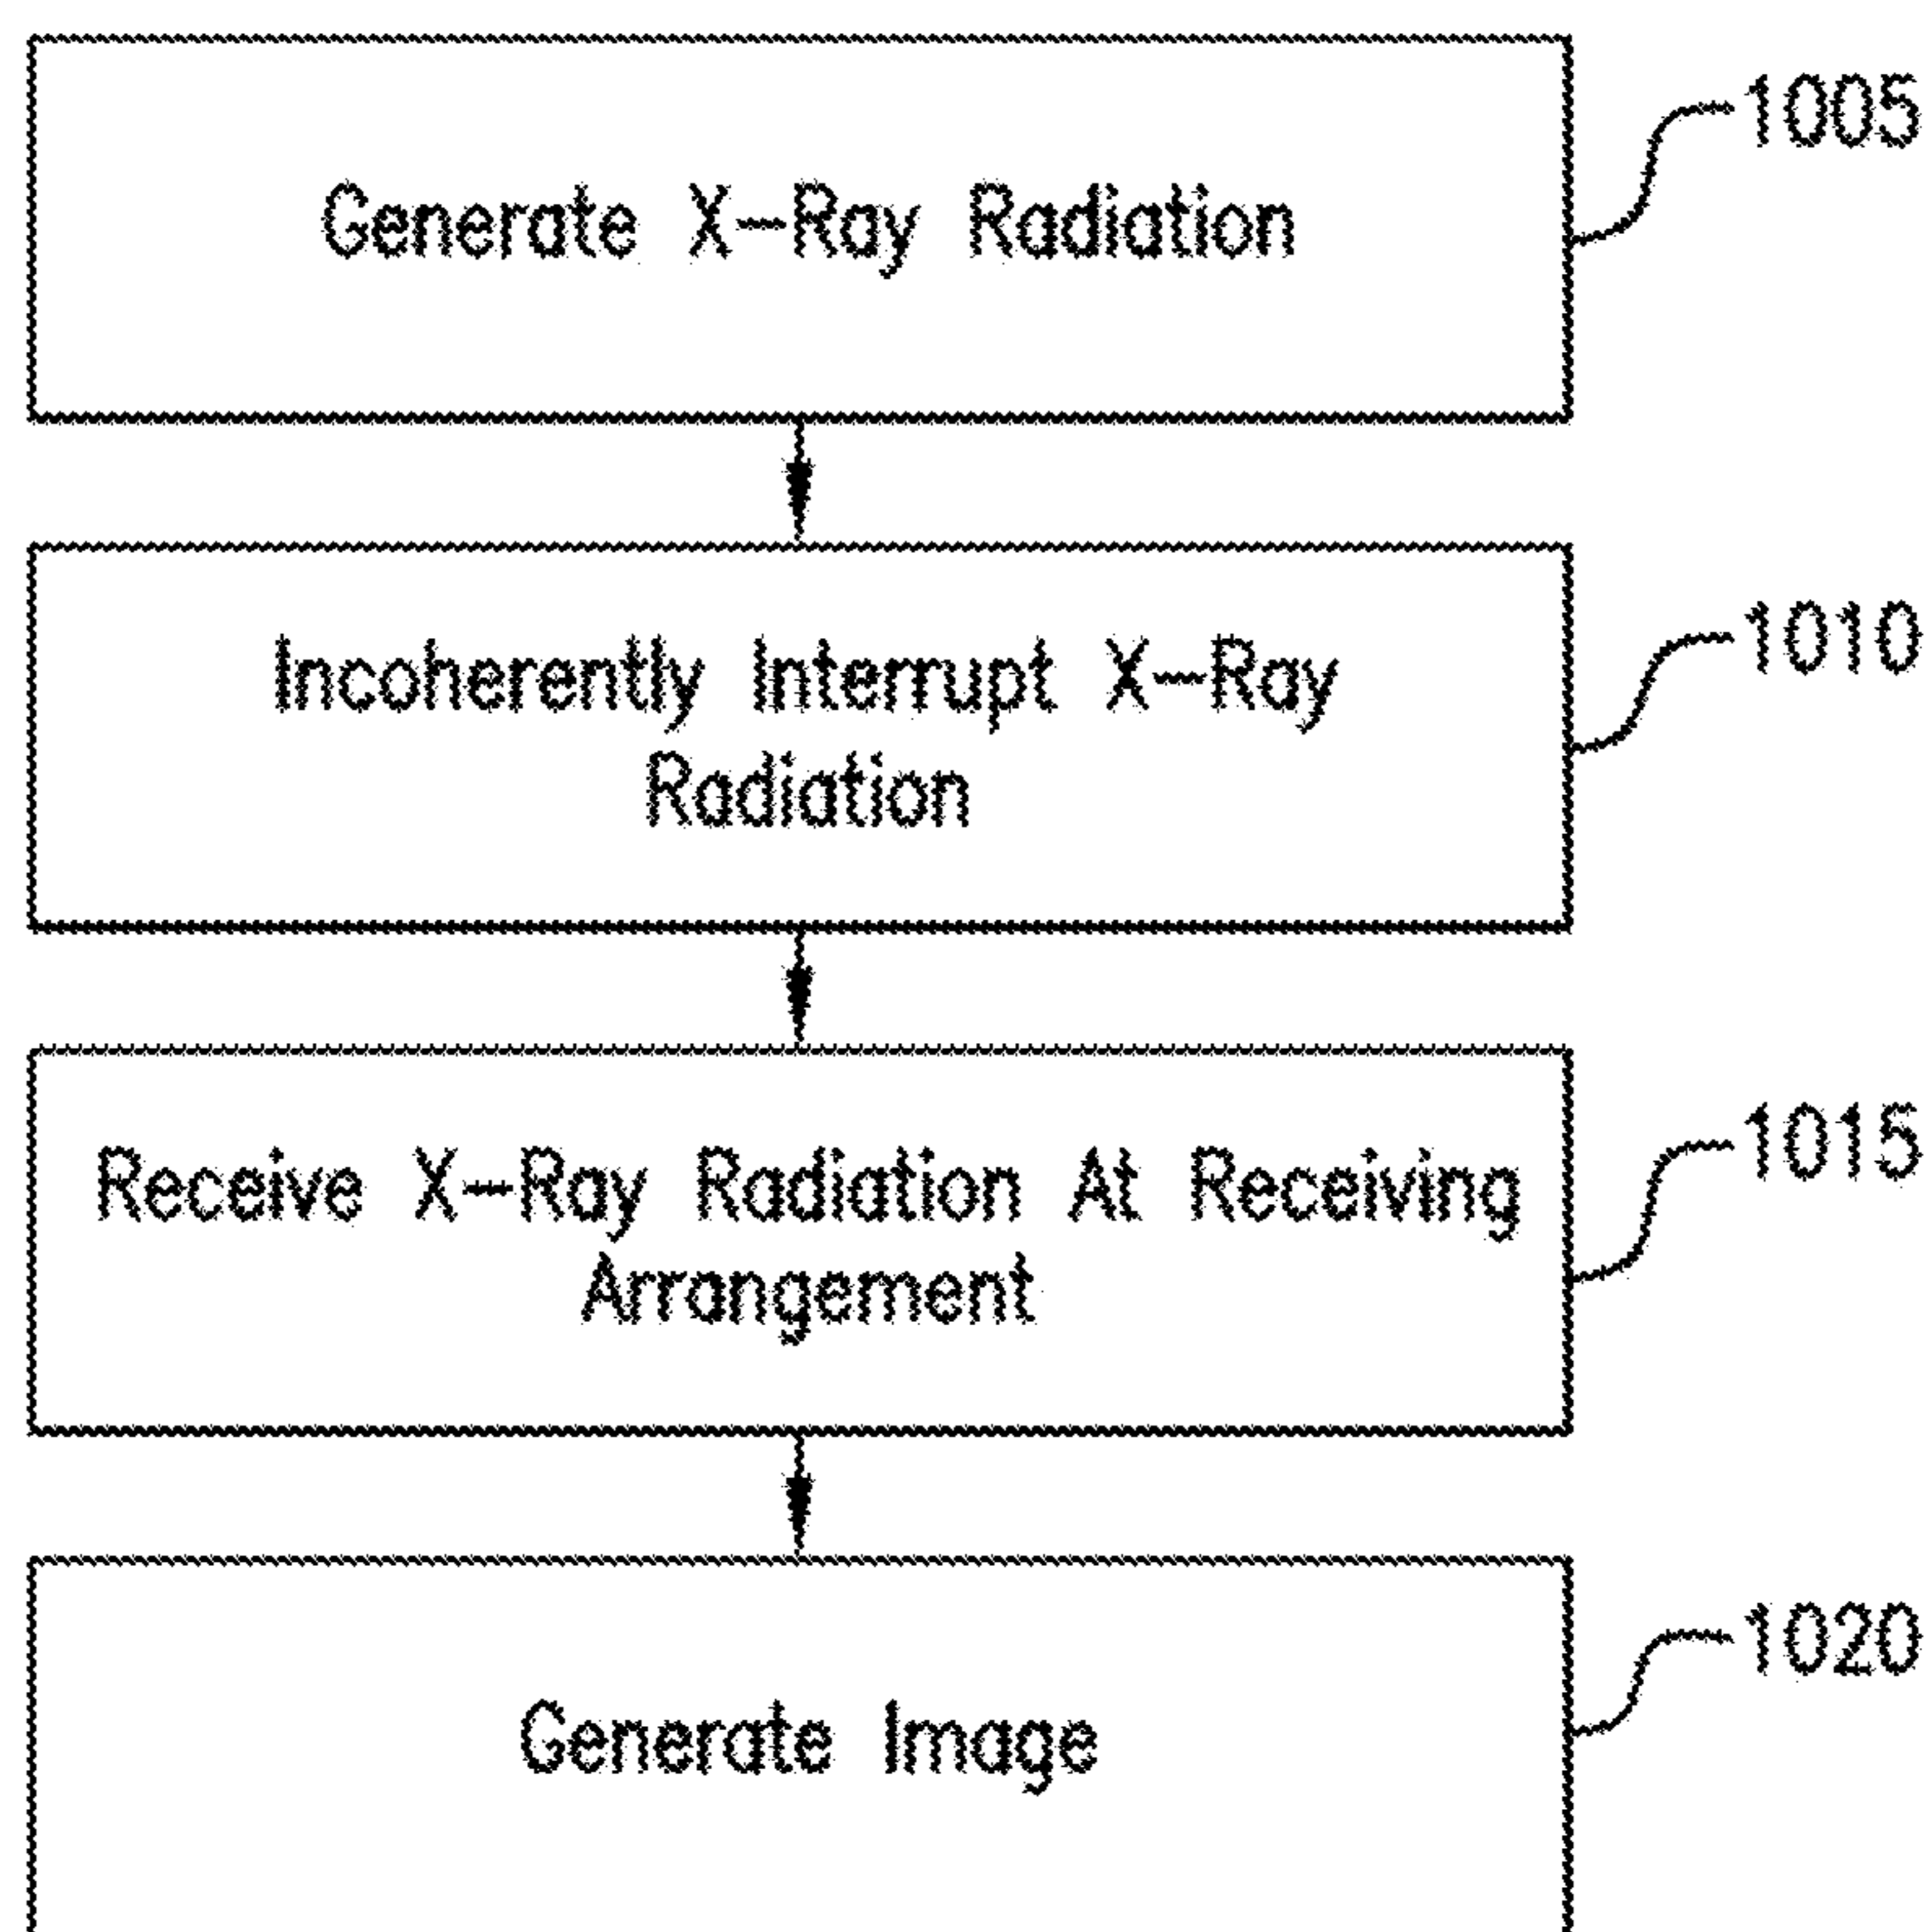 Generate X-Ray Radiation
1005
Incoherently Interrupt X-Ray
Radiation
1010
Receive X-Ray Radiation At Receiving
Arrangement
1015
Generate Image
1020